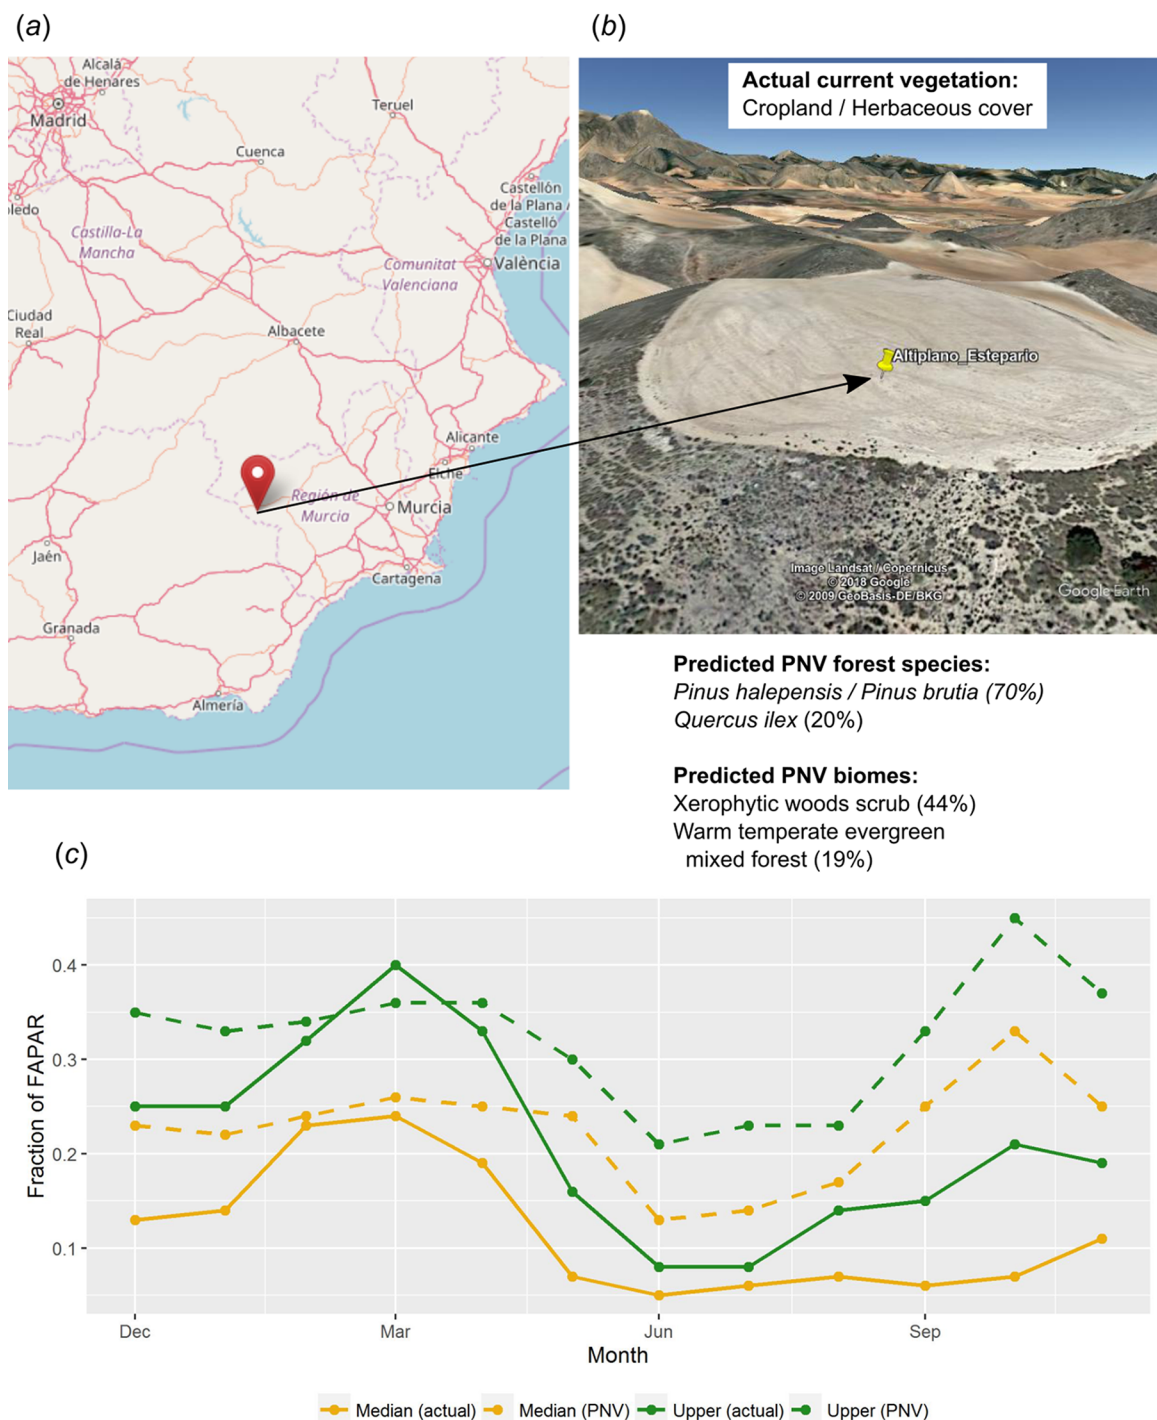 (a)
(b)
Alcalá
de Henares
Madrid
Teruel
Cuenca
oledo
Castellón
de la Plana /
Castelló
de la Plana
Castilla-La
Mancha
Comunitat
Valenciana
València
Ciudad
Real
Albacete
Alicante
Elche
Región de
Murcia
Murcia
Jaén
Cartagena
Granada
Almería
Actual current vegetation:
Cropland / Herbaceous cover
Altiplano_Estepario
Image Landsat / Copernicus
© 2018 Google
© 2009 GeoBasis-DE/BKG
Google Earth
Predicted PNV forest species:
Pinus halepensis / Pinus brutia (70%)
Quercus ilex (20%)
Predicted PNV biomes:
Xerophytic woods scrub (44%)
Warm temperate evergreen
mixed forest (19%)
(c)
Fraction of FAPAR
0.4
0.3
0.2
0.1
Dec Mar Jun Sep
Month
Median (actual) Median (PNV) Upper (actual) Upper (PNV)